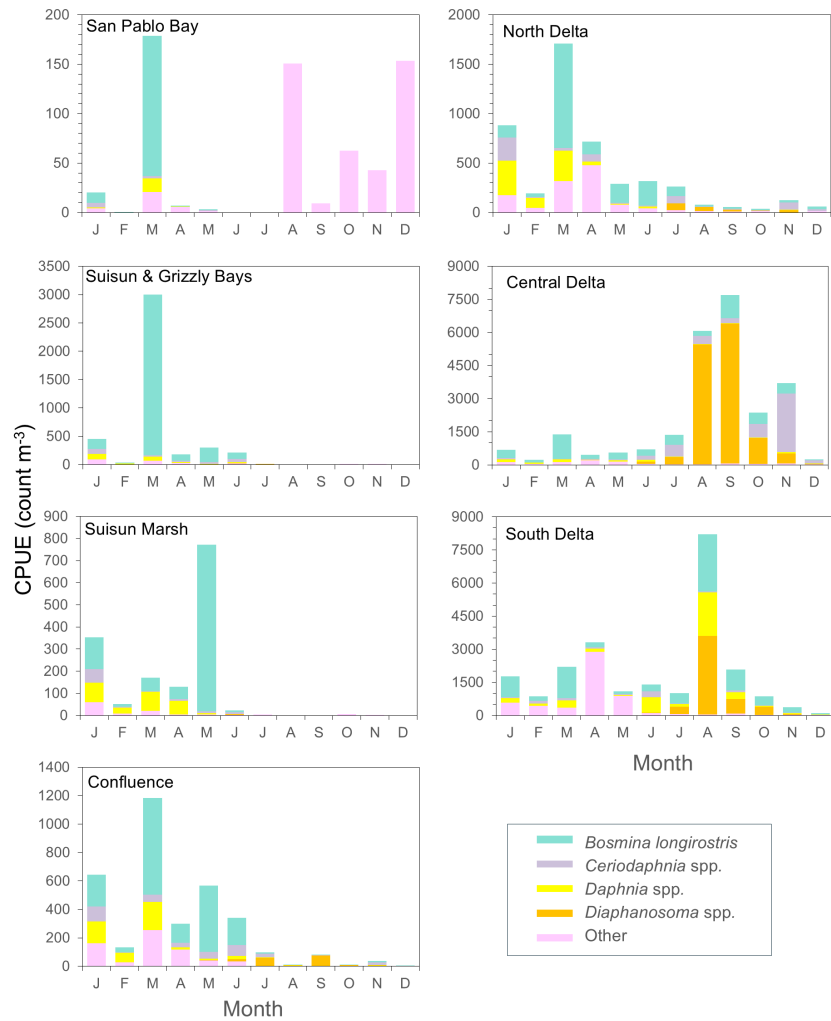 San Pablo Bay
200
150
100
50
0
J F M A M J J A S O N D
North Delta
2000
1500
1000
500
0
J F M A M J J A S O N D
Suisun & Grizzly Bays
3500
3000
2500
2000
1500
1000
500
0
J F M A M J J A S O N D
Central Delta
9000
7500
6000
4500
3000
1500
0
J F M A M J J A S O N D
CPUE (count m-3)
Suisun Marsh
900
800
700
600
500
400
300
200
100
0
J F M A M J J A S O N D
South Delta
9000
7500
6000
4500
3000
1500
0
J F M A M J J A S O N D
Month
Confluence
1400
1200
1000
800
600
400
200
0
J F M A M J J A S O N D
Month
Bosmina longirostris
Ceriodaphnia spp.
Daphnia spp.
Diaphanosoma spp.
Other